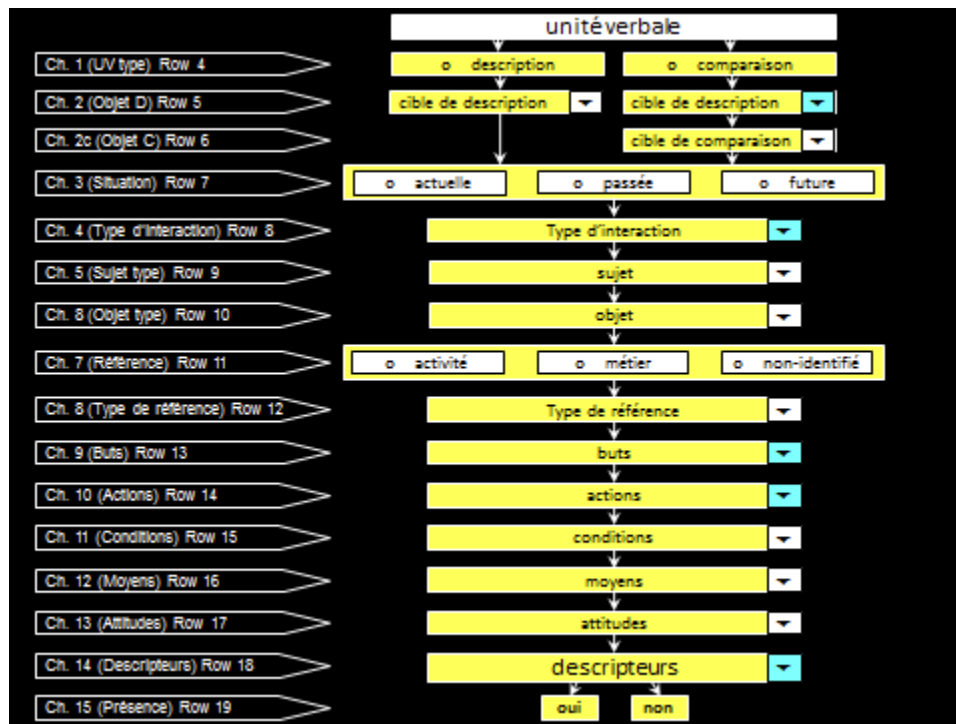 unité verbale
Ch. 1 (UV type) Row 4 o description o comparaison
Ch. 2 (Objet D) Row 5 cible de description cible de description
Ch. 2c (Objet C) Row 6 cible de comparaison
Ch. 3 (Situation) Row 7 o actuelle o passée o future
Ch. 4 (Type d'interaction) Row 8 Type d'interaction
Ch. 5 (Sujet type) Row 9 sujet
Ch. 8 (Objet type) Row 10 objet
Ch. 7 (Référence) Row 11 o activité o métier o non-identifié
Ch. 8 (Type de référence) Row 12 Type de référence
Ch. 9 (Buts) Row 13 buts
Ch. 10 (Actions) Row 14 actions
Ch. 11 (Conditions) Row 15 conditions
Ch. 12 (Moyens) Row 16 moyens
Ch. 13 (Attitudes) Row 17 attitudes
Ch. 14 (Descripteurs) Row 18 descripteurs
Ch. 15 (Présence) Row 19 oui non